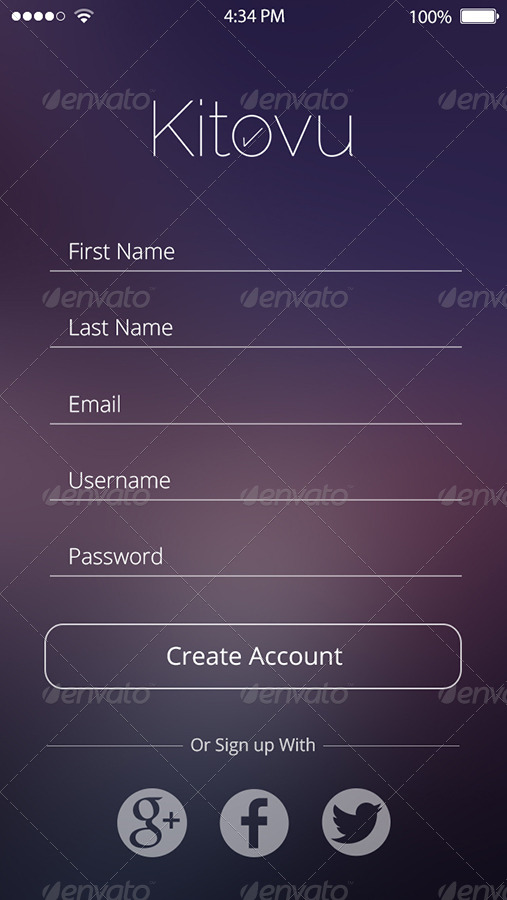 4:34 PM
100%
envato envato envato
Kitovu
First Name
envato envato envato
Last Name
Email
Username
envato envato envato
Password
Create Account
envato envato envato
Or Sign up With
g+ f
envato envato envato